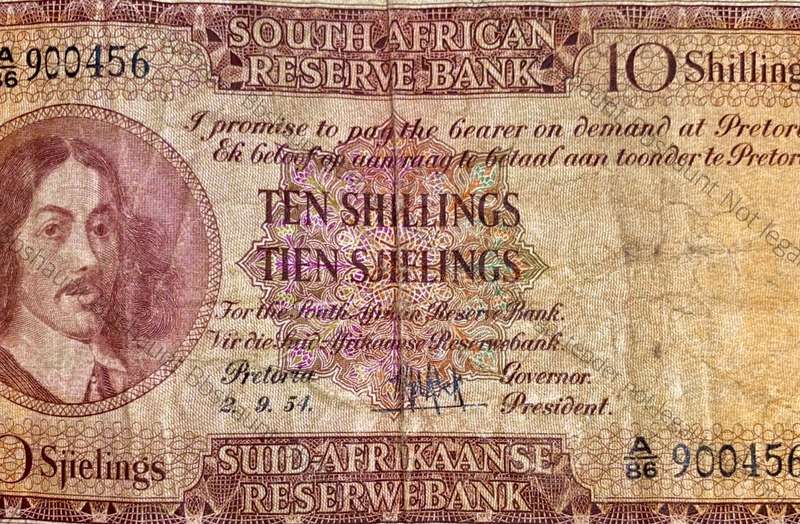 SOUTH AFRICAN
RESERVE BANK
A
86 900456
10 Shilling
I promise to pay the bearer on demand at Pretor
Ek beloof op aanvraag te betaal aan toonder te Pretor
TEN SHILLINGS
TIEN SJIELINGS
For the South African Reserve Bank.
Vir die Suid-Afrikaanse Reserwebank.
Pretoria
Governor.
2. 9. 54.
President.
0 Sjielings
SUID-AFRIKAANSE
RESERWEBANK
A
86 900456